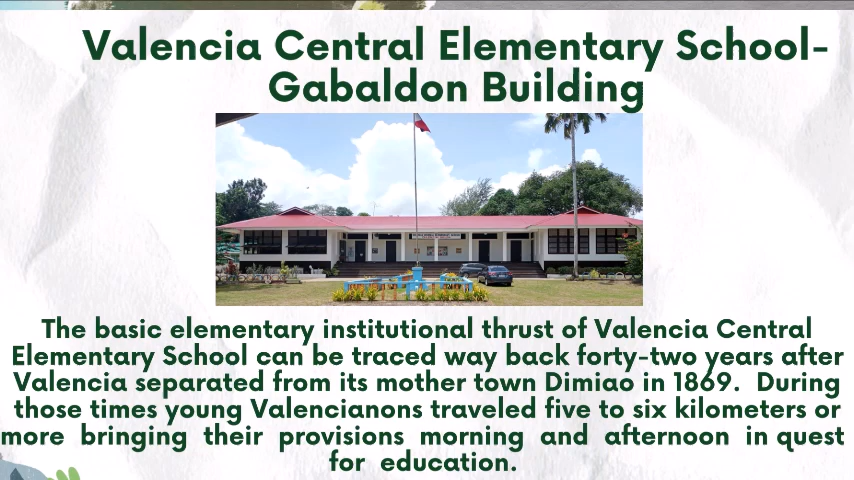 Valencia Central Elementary School-
Gabaldon Building
The basic elementary institutional thrust of Valencia Central
Elementary School can be traced way back forty-two years after
Valencia separated from its mother town Dimiao in 1869. During
those times young Valencianons traveled five to six kilometers or
more bringing their provisions morning and afternoon in quest
for education.